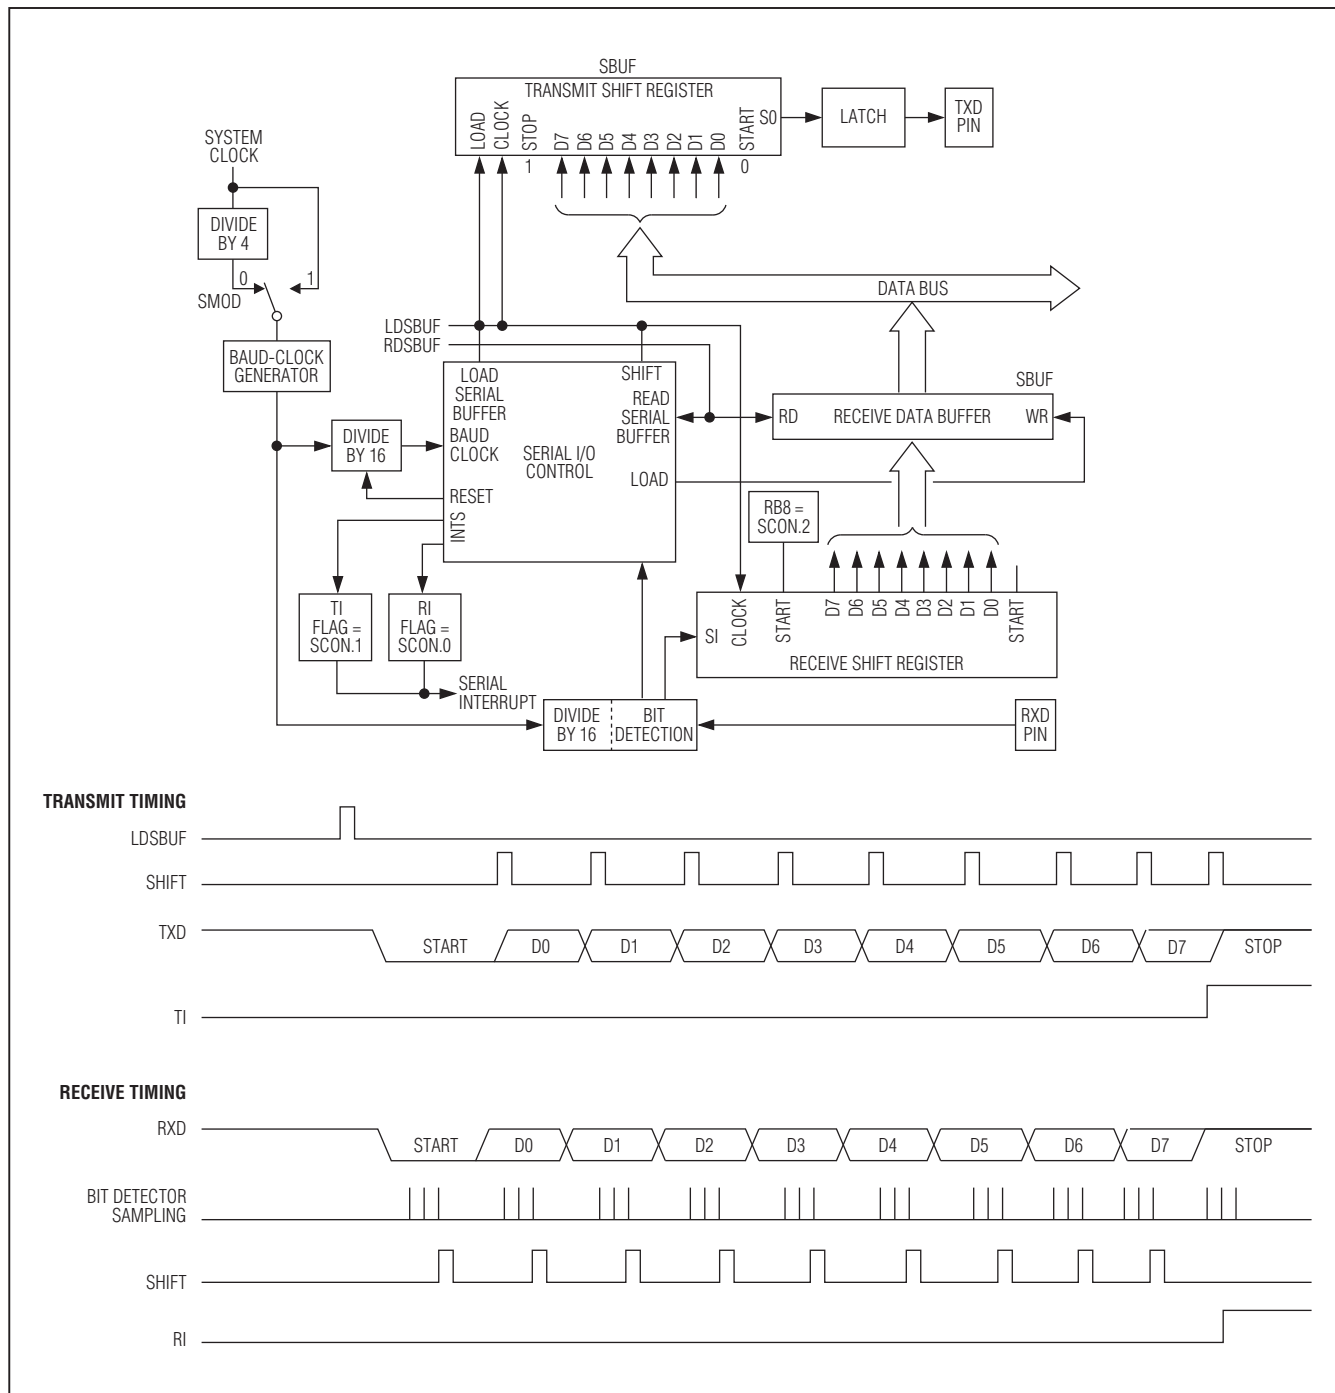 SBUF
TRANSMIT SHIFT REGISTER
LOAD
CLOCK
STOP
1
D7
D6
D5
D4
D3
D2
D1
D0
START
0
S0
LATCH
TXD
PIN
SYSTEM
CLOCK
DIVIDE
BY 4
0
1
SMOD
BAUD-CLOCK
GENERATOR
DATA BUS
LDSBUF
RDSBUF
LOAD
SERIAL
BUFFER
SHIFT
READ
SERIAL
BUFFER
BAUD
CLOCK
SERIAL I/O
CONTROL
LOAD
RESET
INTS
DIVIDE
BY 16
SBUF
RD
RECEIVE DATA BUFFER
WR
RB8 =
SCON.2
TI
FLAG =
SCON.1
RI
FLAG =
SCON.0
SERIAL
INTERRUPT
SI
CLOCK
START
D7
D6
D5
D4
D3
D2
D1
D0
START
RECEIVE SHIFT REGISTER
DIVIDE
BY 16
BIT
DETECTION
RXD
PIN
TRANSMIT TIMING
LDSBUF
SHIFT
TXD
START
D0
D1
D2
D3
D4
D5
D6
D7
STOP
TI
RECEIVE TIMING
RXD
START
D0
D1
D2
D3
D4
D5
D6
D7
STOP
BIT DETECTOR
SAMPLING
SHIFT
RI